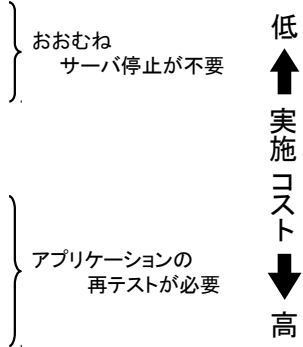 おおむね
サーバ停止が不要
アプリケーションの
再テストが必要
低
実施コスト
高